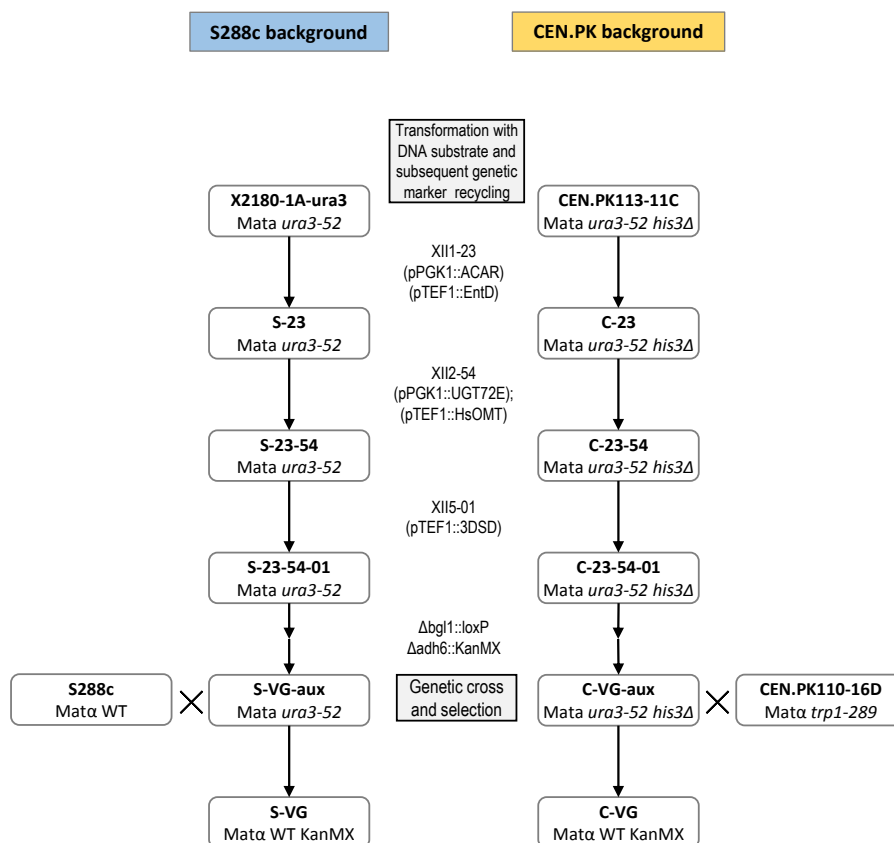 S288c background
CEN.PK background
Transformation with
DNA substrate and
subsequent genetic
marker recycling
X2180-1A-ura3
Mata ura3-52
CEN.PK113-11C
Mata ura3-52 his3Δ
XII1-23
(pPGK1::ACAR)
(pTEF1::EntD)
S-23
Mata ura3-52
C-23
Mata ura3-52 his3Δ
XII2-54
(pPGK1::UGT72E);
(pTEF1::HsOMT)
S-23-54
Mata ura3-52
C-23-54
Mata ura3-52 his3Δ
XII5-01
(pTEF1::3DSD)
S-23-54-01
Mata ura3-52
C-23-54-01
Mata ura3-52 his3Δ
Δbgl1::loxP
Δadh6::KanMX
S288c
Matα WT
S-VG-aux
Mata ura3-52
Genetic cross
and selection
C-VG-aux
Mata ura3-52 his3Δ
CEN.PK110-16D
Matα trp1-289
S-VG
Matα WT KanMX
C-VG
Matα WT KanMX